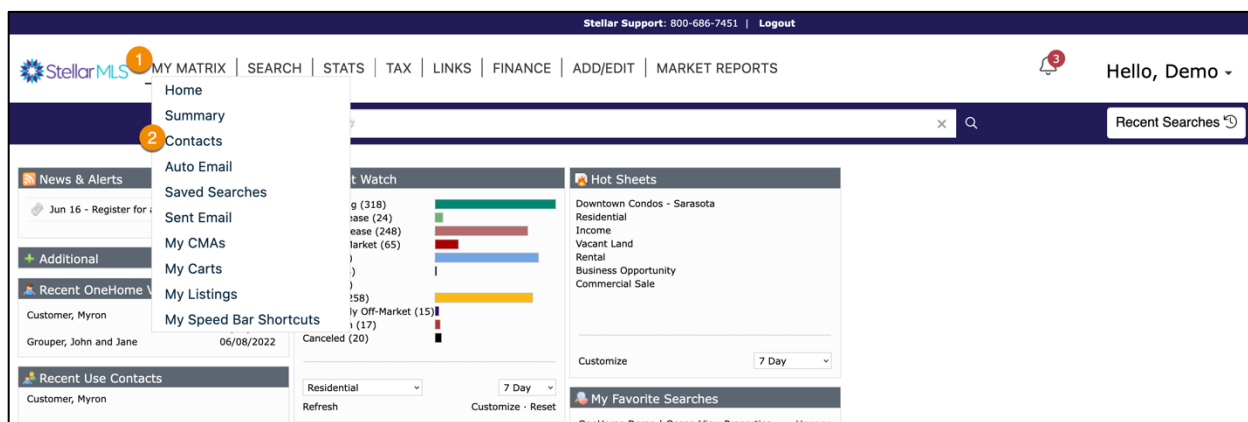 Stellar Support: 800-686-7451 | Logout
StellarMLS
1
MY MATRIX | SEARCH | STATS | TAX | LINKS | FINANCE | ADD/EDIT | MARKET REPORTS
3
Hello, Demo
Home
Summary
2
Contacts
Auto Email
Saved Searches
Sent Email
My CMAs
My Carts
My Listings
My Speed Bar Shortcuts
#
Recent Searches
News & Alerts
Jun 16 - Register for
Additional
Recent OneHome
Customer, Myron
Grouper, John and Jane 06/08/2022
Recent Use Contacts
Customer, Myron
Watch
(318)
(24)
(248)
(65)
258)
Off-Market (15)
(17)
Canceled (20)
Residential 7 Day
Refresh Customize · Reset
Hot Sheets
Downtown Condos - Sarasota
Residential
Income
Vacant Land
Rental
Business Opportunity
Commercial Sale
Customize 7 Day
My Favorite Searches